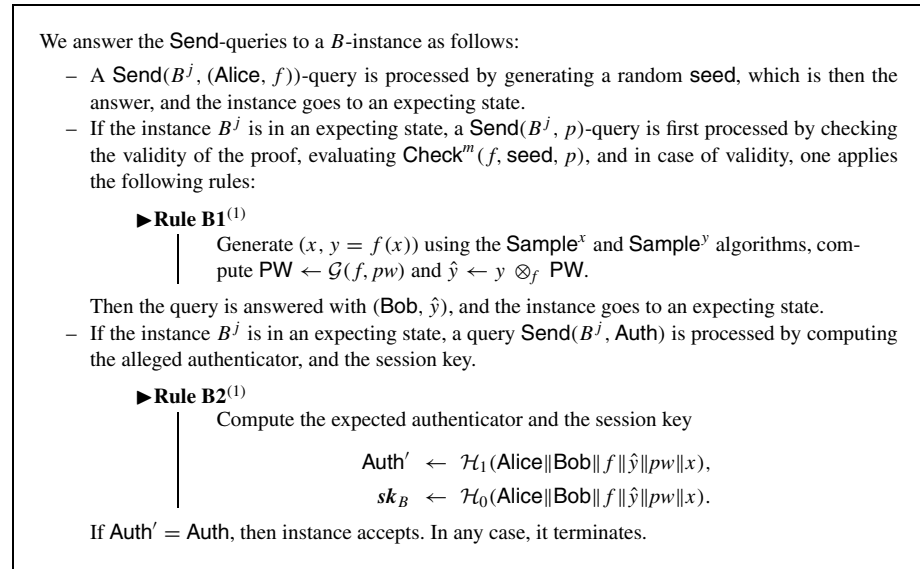 We answer the Send-queries to a B-instance as follows:
– A Send(B^j, (Alice, f))-query is processed by generating a random seed, which is then the
answer, and the instance goes to an expecting state.
– If the instance B^j is in an expecting state, a Send(B^j, p)-query is first processed by checking
the validity of the proof, evaluating Check^m(f, seed, p), and in case of validity, one applies
the following rules:
▶Rule B1^(1)
Generate (x, y = f(x)) using the Sample^x and Sample^y algorithms, com-
pute PW ← 𝒢(f, pw) and ŷ ← y ⊗_f PW.
Then the query is answered with (Bob, ŷ), and the instance goes to an expecting state.
– If the instance B^j is in an expecting state, a query Send(B^j, Auth) is processed by computing
the alleged authenticator, and the session key.
▶Rule B2^(1)
Compute the expected authenticator and the session key
Auth′ ← ℋ_1(Alice‖Bob‖f‖ŷ‖pw‖x),
sk_B ← ℋ_0(Alice‖Bob‖f‖ŷ‖pw‖x).
If Auth′ = Auth, then instance accepts. In any case, it terminates.